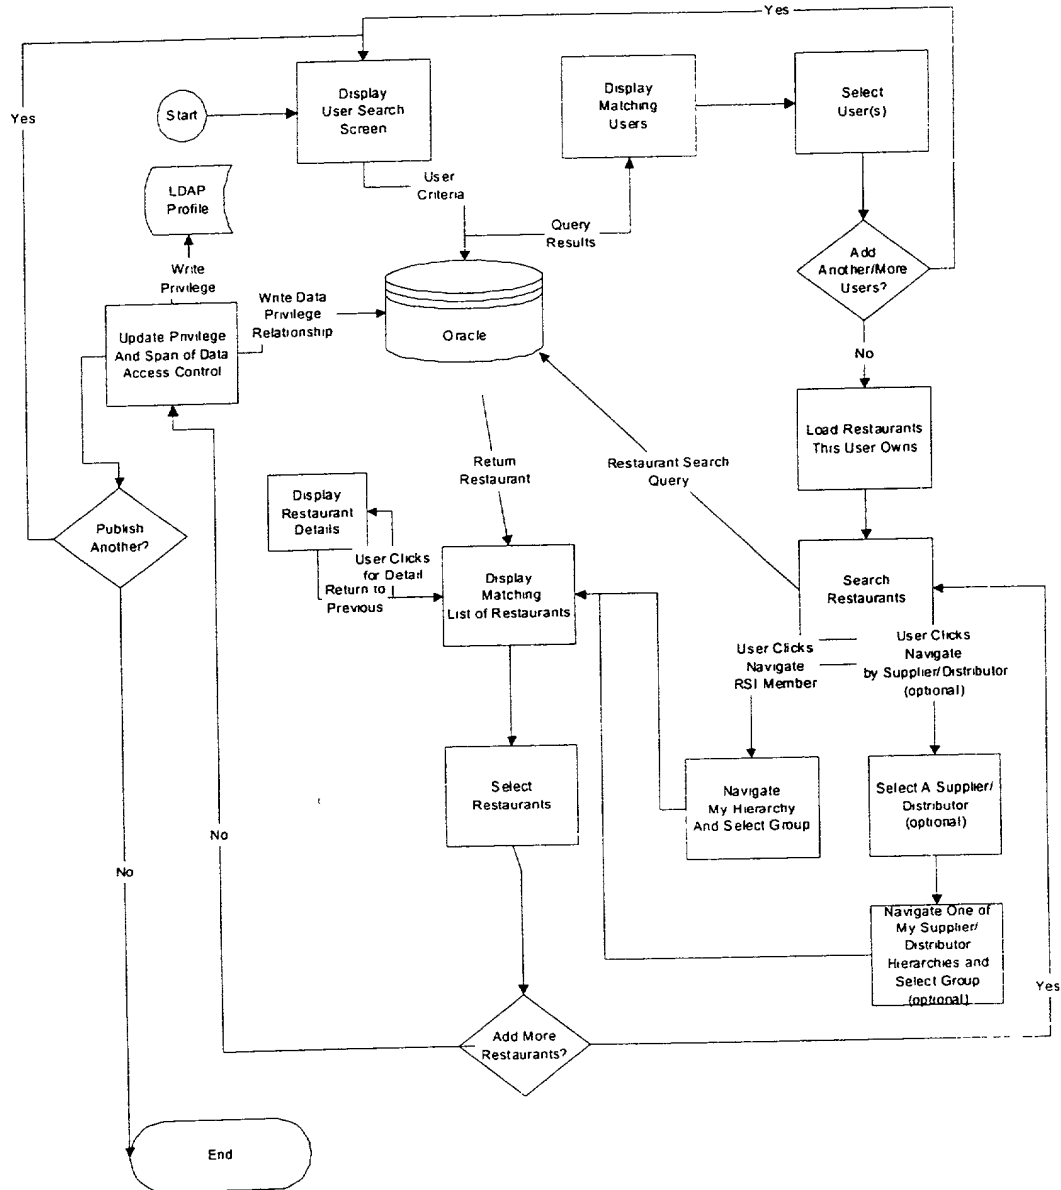 Yes
Yes
Start
Display
User Search
Screen
Display
Matching
Users
Select
User(s)
LDAP
Profile
User
Criteria
Query
Results
Add
Another/More
Users?
Write
Privilege
Write Data
Privilege
Relationship
Oracle
Update Privilege
And Span of Data
Access Control
No
Load Restaurants
This User Owns
Return
Restaurant
Restaurant Search
Query
Display
Restaurant
Details
Publish
Another?
User Clicks
for Detail
Return to
Previous
Display
Matching
List of Restaurants
Search
Restaurants
User Clicks
Navigate
RSI Member
User Clicks
Navigate
by Supplier/Distributor
(optional)
Select
Restaurants
Navigate
My Hierarchy
And Select Group
Select A Supplier/
Distributor
(optional)
No
No
Navigate One of
My Supplier/
Distributor
Hierarchies and
Select Group
(optional)
Yes
Add More
Restaurants?
End